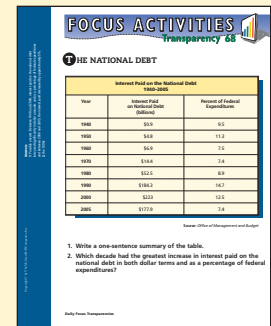 FOCUS ACTIVITIES
Transparency 68
THE NATIONAL DEBT
Interest Paid on the National Debt
1940-2005
Year Interest Paid on National Debt (billions) Percent of Federal Expenditures
1940 $0.9 9.5
1950 $4.8 11.3
1960 $6.9 7.5
1970 $14.4 7.4
1980 $52.5 8.9
1990 $184.3 14.7
2000 $223 12.5
2005 $177.9 7.4
Source: Office of Management and Budget
1. Write a one-sentence summary of the table.
2. Which decade had the greatest increase in interest paid on the
national debt in both dollar terms and as a percentage of federal
expenditures?
Daily Focus Transparencies